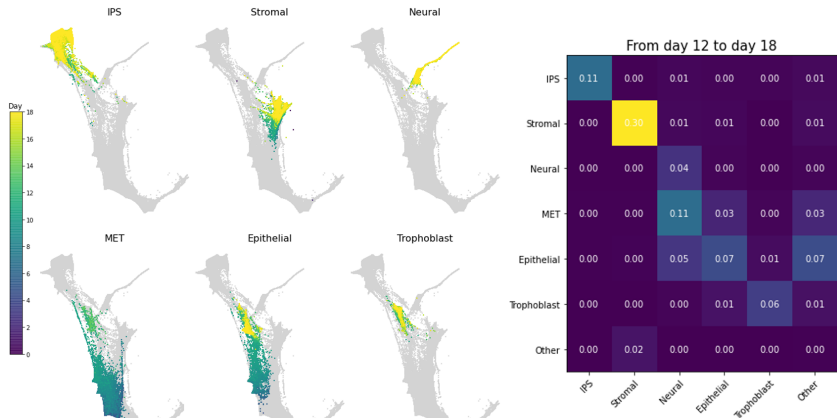 IPS
Stromal
Neural
Day
18
16
14
12
10
8
6
4
2
0
MET
Epithelial
Trophoblast
From day 12 to day 18
IPS 0.11 0.00 0.01 0.00 0.00 0.01
Stromal 0.00 0.30 0.01 0.01 0.00 0.01
Neural 0.00 0.00 0.04 0.00 0.00 0.00
MET 0.00 0.00 0.11 0.03 0.00 0.03
Epithelial 0.00 0.00 0.05 0.07 0.01 0.07
Trophoblast 0.00 0.00 0.00 0.01 0.06 0.01
Other 0.00 0.02 0.00 0.00 0.00 0.00
IPS Stromal Neural Epithelial Trophoblast Other